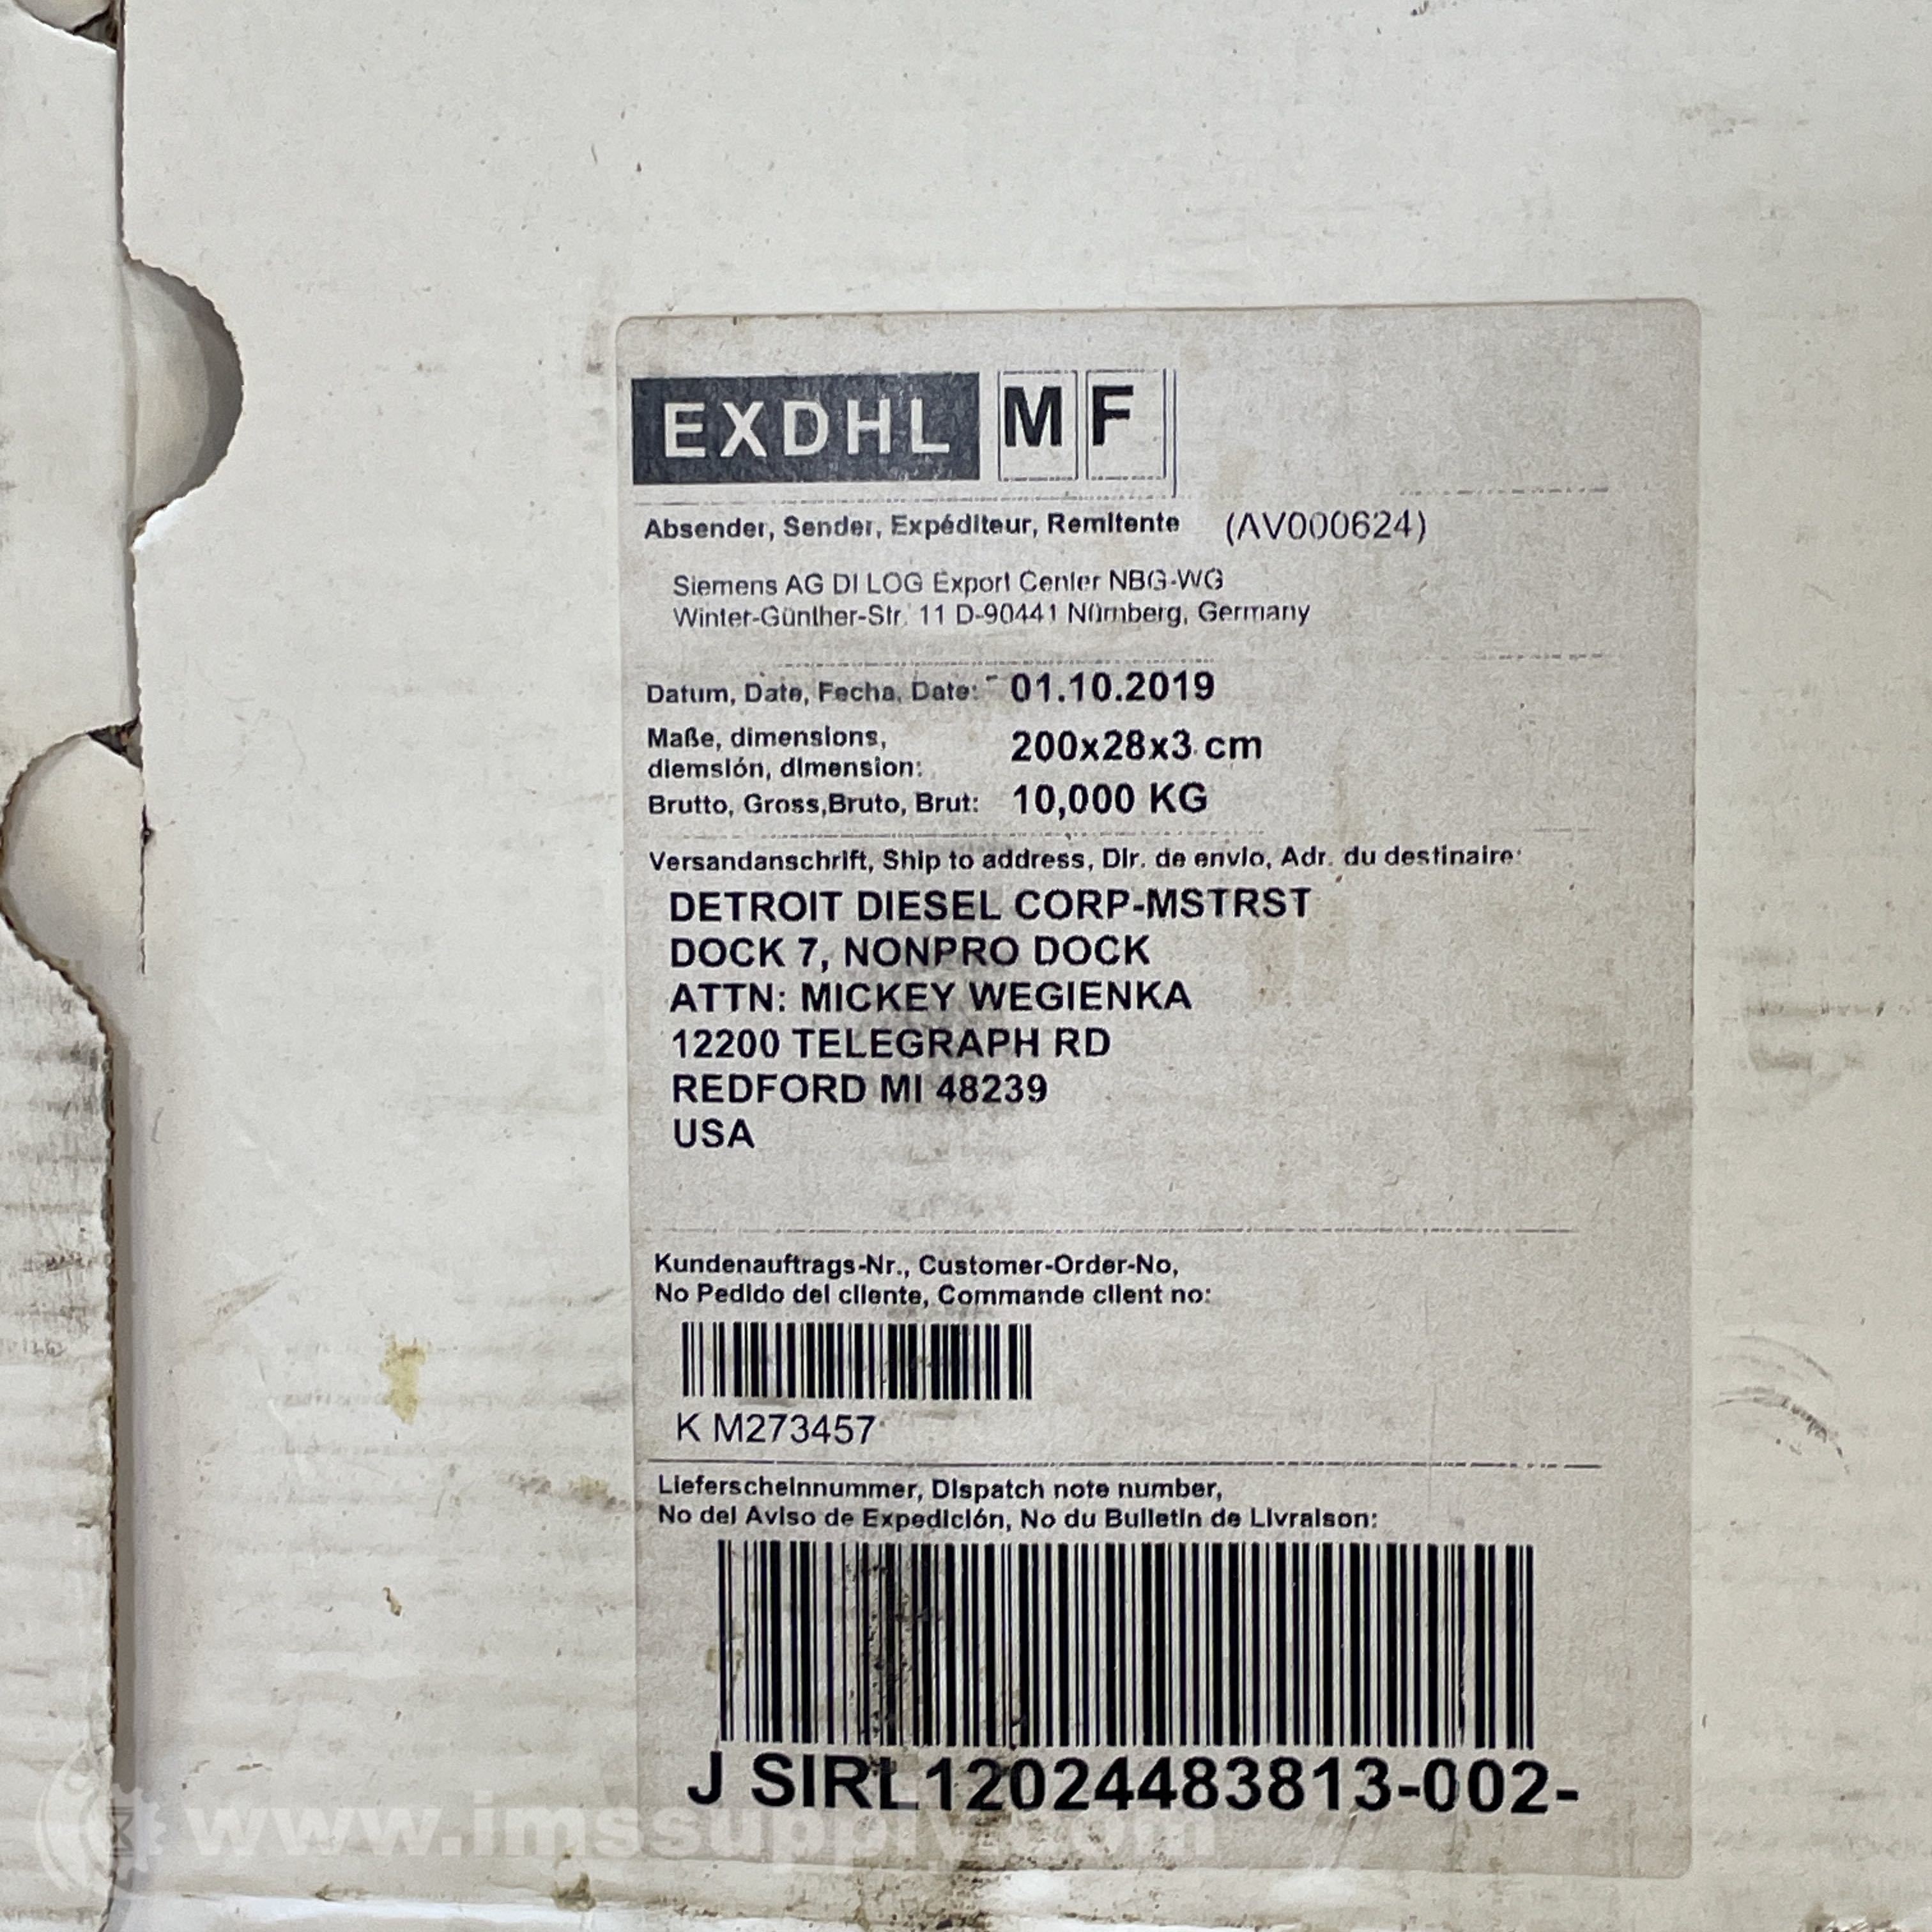 EXDHL M F
Absender, Sender, Expéditeur, Remitente (AV000624)
Siemens AG DI LOG Export Center NBG-WG
Winter-Günther-Str. 11 D-90441 Nürnberg, Germany
Datum, Date, Fecha, Date: 01.10.2019
Maße, dimensions,
diemsión, dimension: 200x28x3 cm
Brutto, Gross,Bruto, Brut: 10,000 KG
Versandanschrift, Ship to address, Dir. de envio, Adr. du destinaire:
DETROIT DIESEL CORP-MSTRST
DOCK 7, NONPRO DOCK
ATTN: MICKEY WEGIENKA
12200 TELEGRAPH RD
REDFORD MI 48239
USA
Kundenauftrags-Nr., Customer-Order-No,
No Pedido del cliente, Commande client no:
K M273457
Lieferscheinnummer, Dispatch note number,
No del Aviso de Expedición, No du Bulletin de Livraison:
J SIRL12024483813-002-
www.imssupply.com